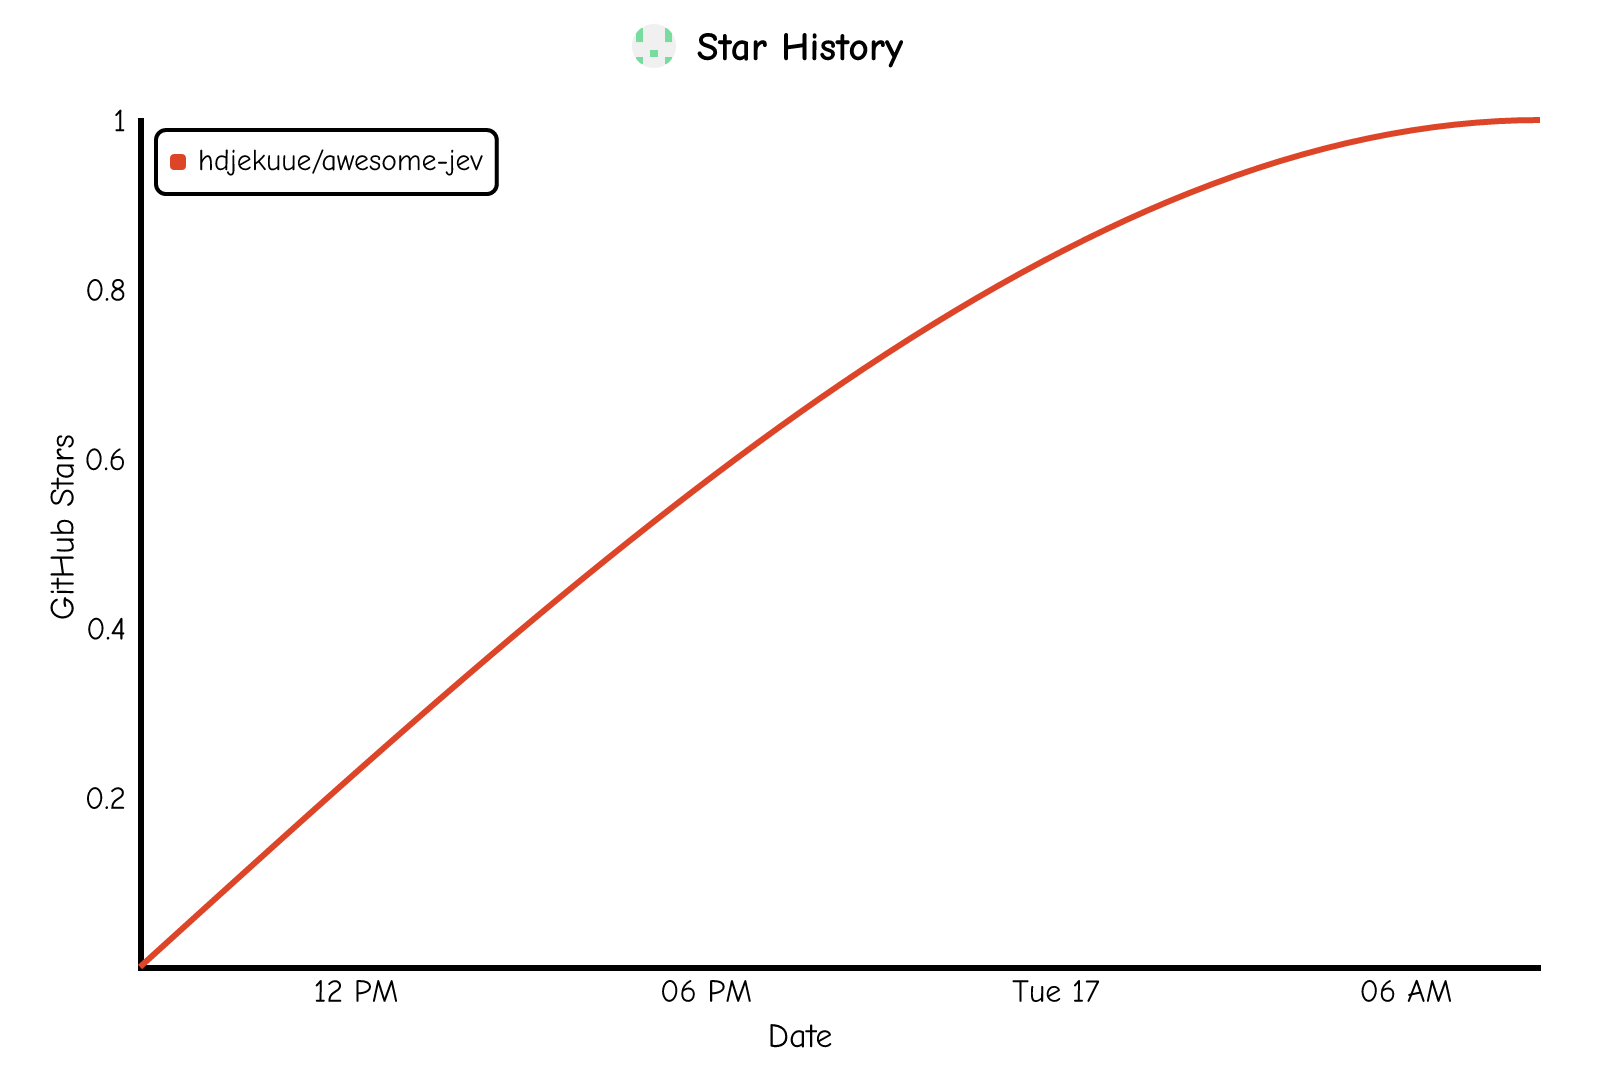 Star History
hdjekuue/awesome-jev
1
0.8
0.6
0.4
0.2
GitHub Stars
12 PM
06 PM
Tue 17
06 AM
Date